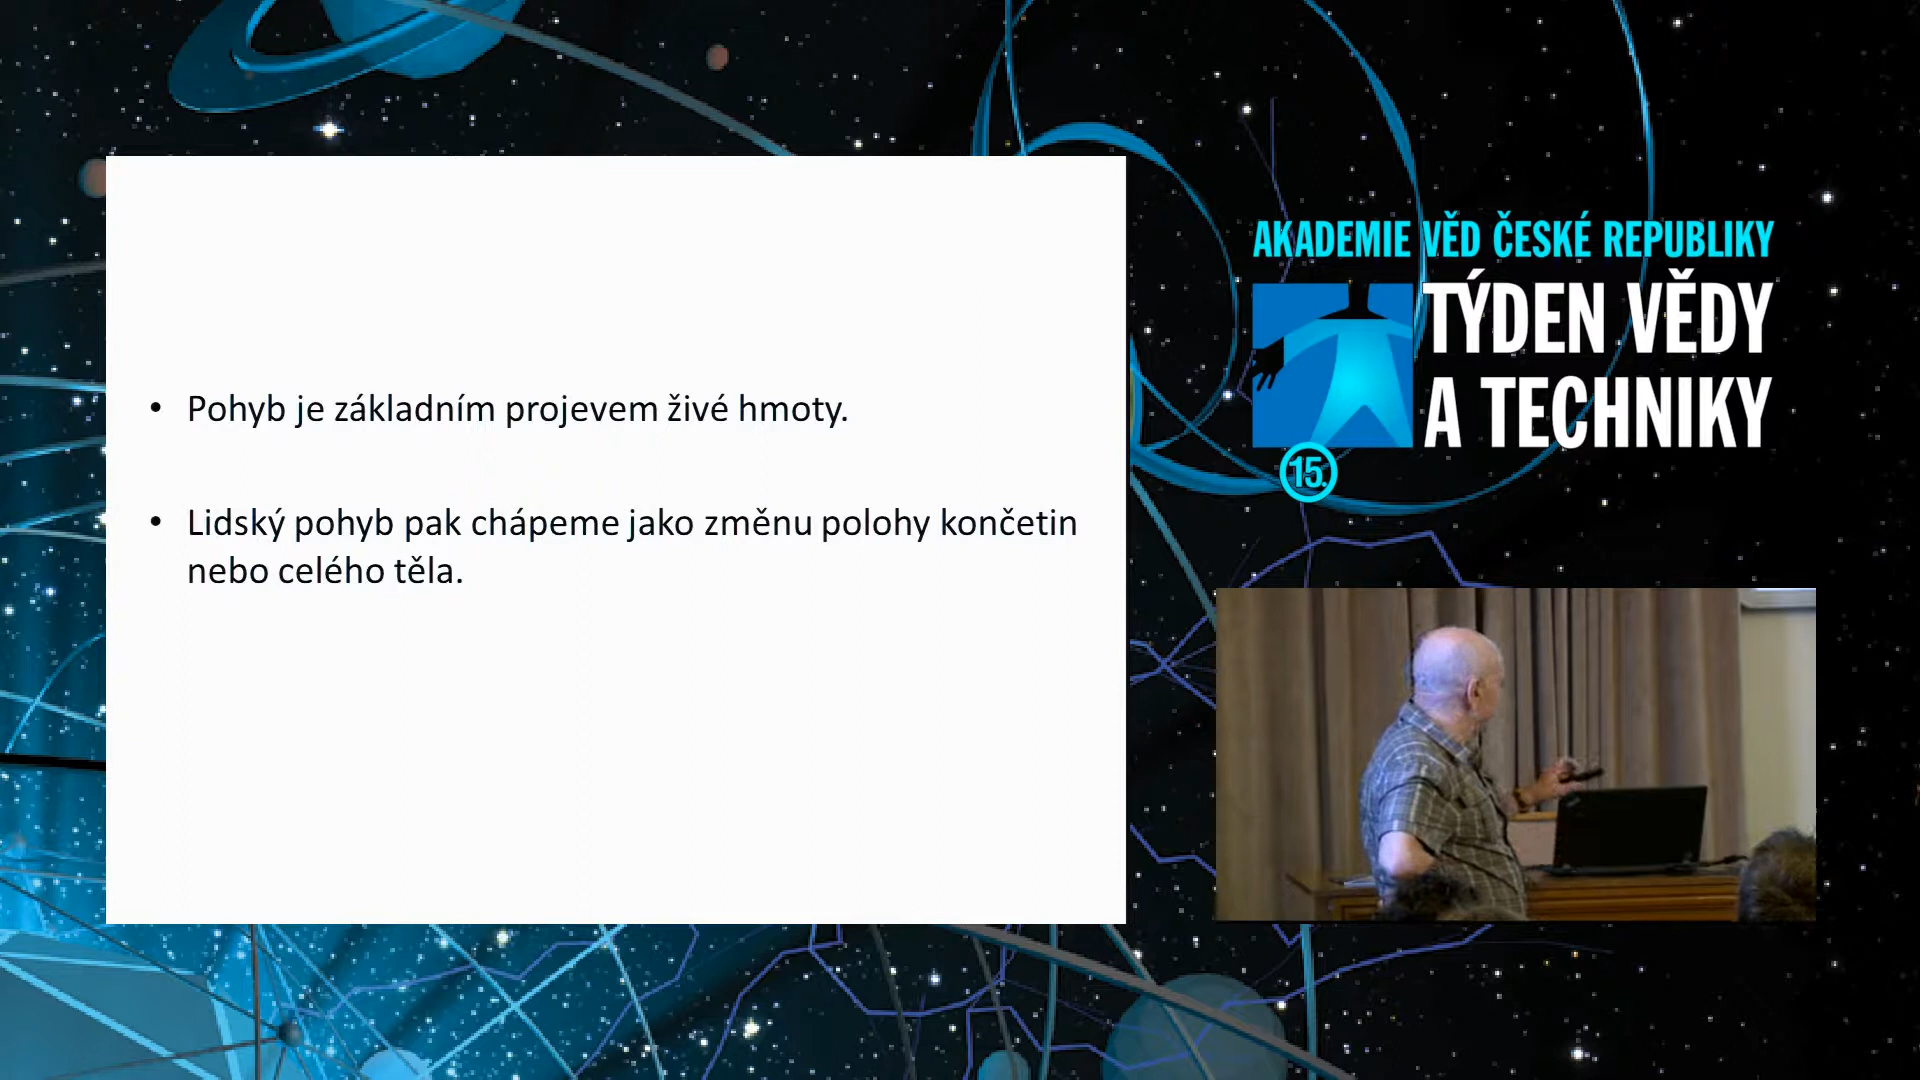 Pohyb je základním projevem živé hmoty.
Lidský pohyb pak chápeme jako změnu polohy končetin
nebo celého těla.
AKADEMIE VĚD ČESKÉ REPUBLIKY
TÝDEN VĚDY
A TECHNIKY
15.